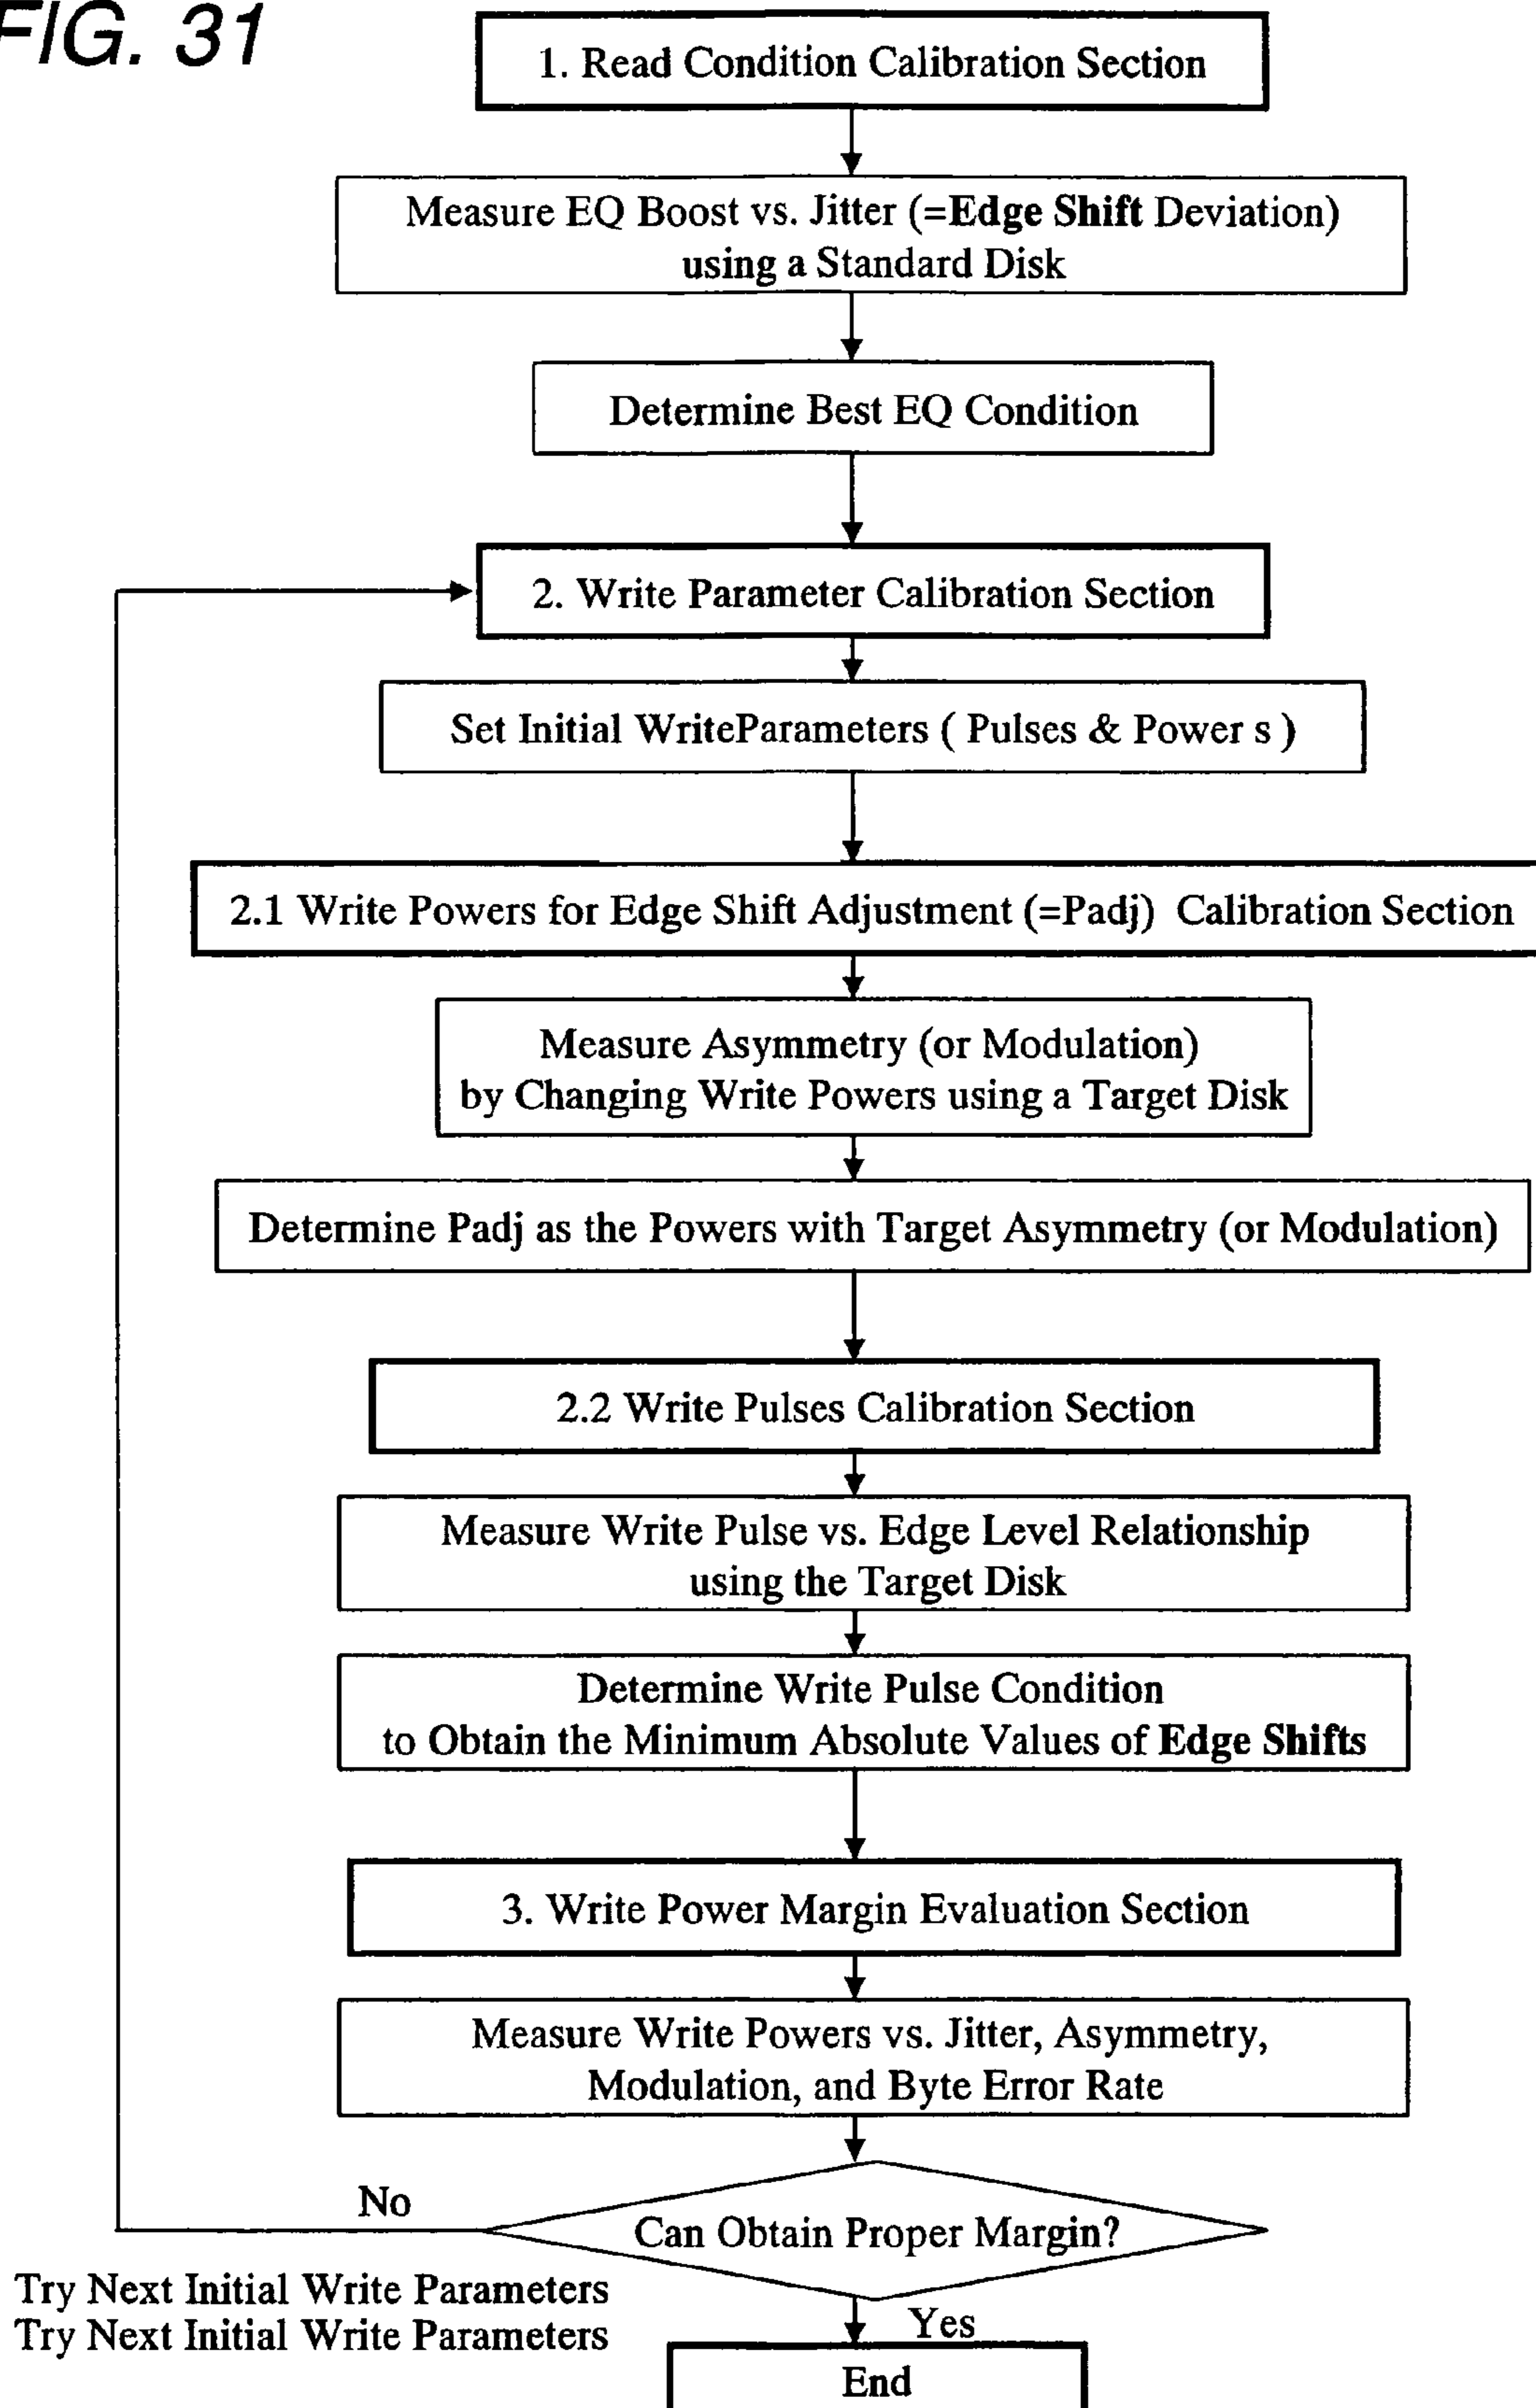 FIG. 31
1. Read Condition Calibration Section
Measure EQ Boost vs. Jitter (=Edge Shift Deviation)
using a Standard Disk
Determine Best EQ Condition
2. Write Parameter Calibration Section
Set Initial WriteParameters ( Pulses & Power s )
2.1 Write Powers for Edge Shift Adjustment (=Padj) Calibration Section
Measure Asymmetry (or Modulation)
by Changing Write Powers using a Target Disk
Determine Padj as the Powers with Target Asymmetry (or Modulation)
2.2 Write Pulses Calibration Section
Measure Write Pulse vs. Edge Level Relationship
using the Target Disk
Determine Write Pulse Condition
to Obtain the Minimum Absolute Values of Edge Shifts
3. Write Power Margin Evaluation Section
Measure Write Powers vs. Jitter, Asymmetry,
Modulation, and Byte Error Rate
No
Can Obtain Proper Margin?
Try Next Initial Write Parameters
Try Next Initial Write Parameters
Yes
End